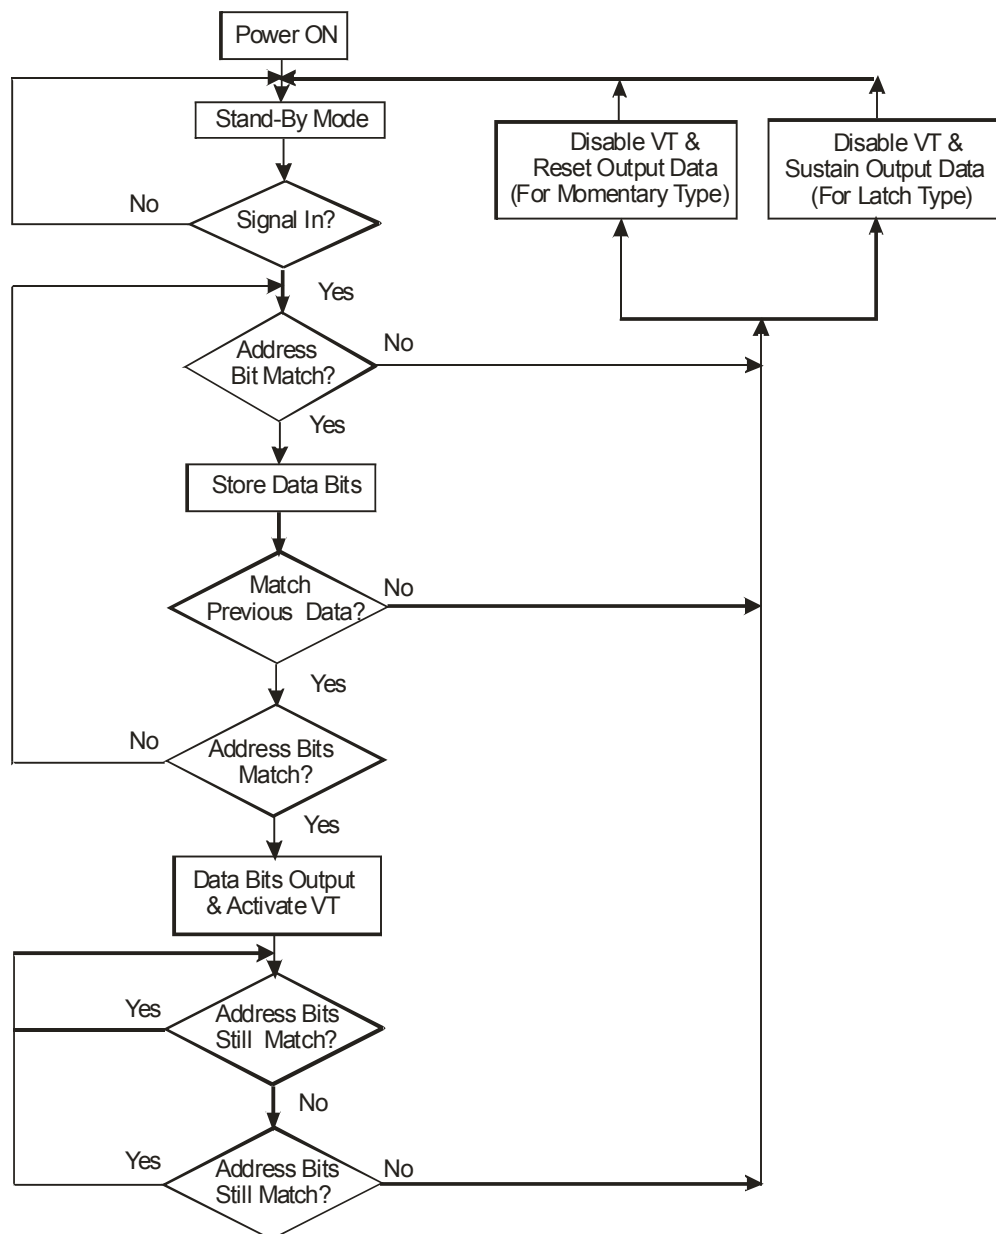 Power ON
Stand-By Mode
Disable VT &
Reset Output Data
(For Momentary Type)
Disable VT &
Sustain Output Data
(For Latch Type)
No
Signal In?
Yes
Address
Bit Match?
No
Yes
Store Data Bits
Match
Previous Data?
No
Yes
No
Address Bits
Match?
Yes
Data Bits Output
& Activate VT
Yes
Address Bits
Still Match?
No
Yes
Address Bits
Still Match?
No